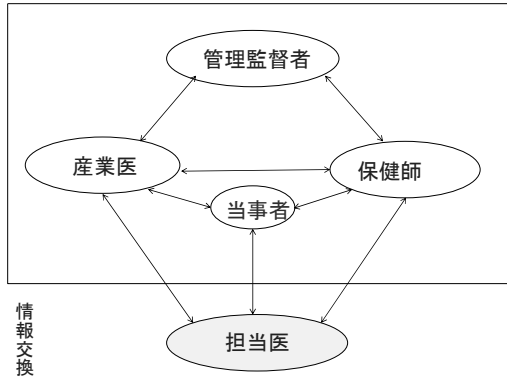 管理監督者
産業医
保健師
当事者
担当医
情報交換